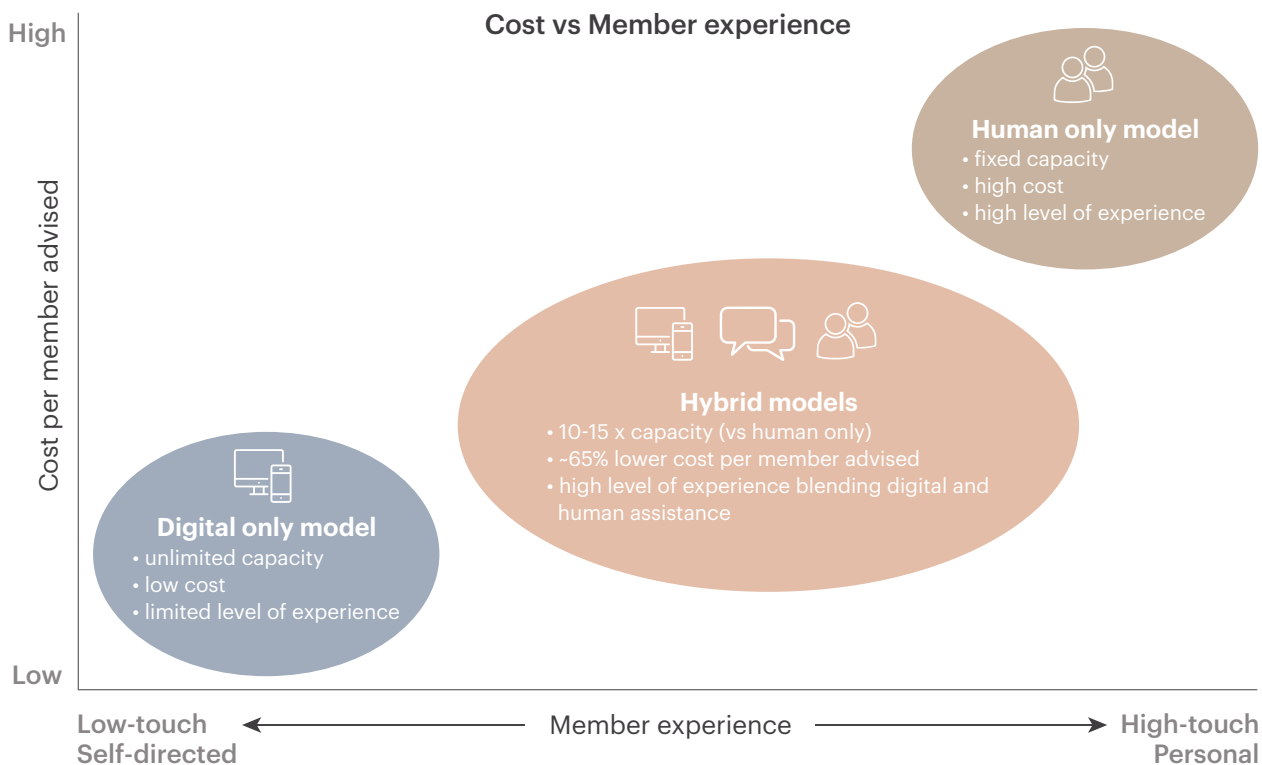 Cost vs Member experience
High
Cost per member advised
Low
Human only model
• fixed capacity
• high cost
• high level of experience
Hybrid models
• 10-15 x capacity (vs human only)
• ~65% lower cost per member advised
• high level of experience blending digital and
human assistance
Digital only model
• unlimited capacity
• low cost
• limited level of experience
Low-touch
Self-directed
Member experience
High-touch
Personal